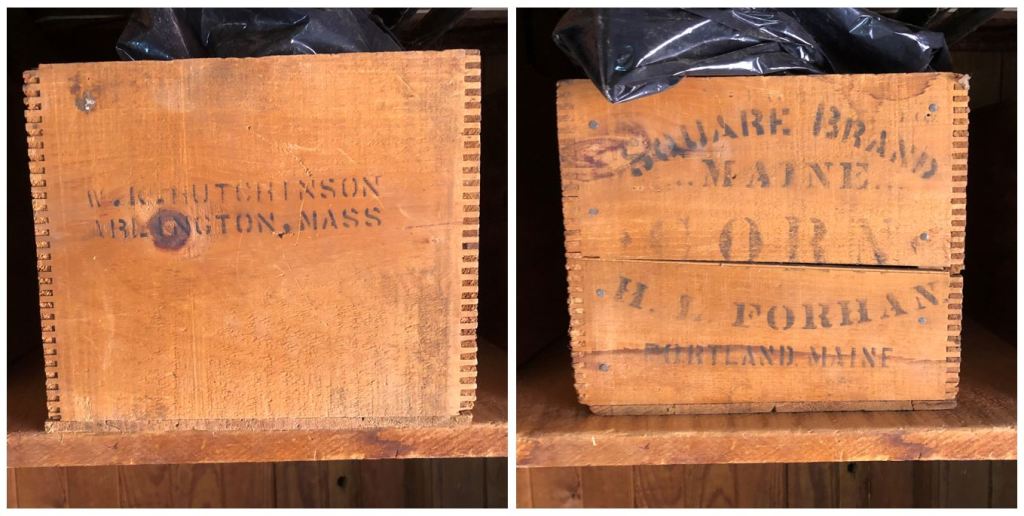 W. K. HUTCHINSON
ARLINGTON, MASS
SQUARE BRAND
MAINE
CORN
H. L. FORHAN
PORTLAND MAINE